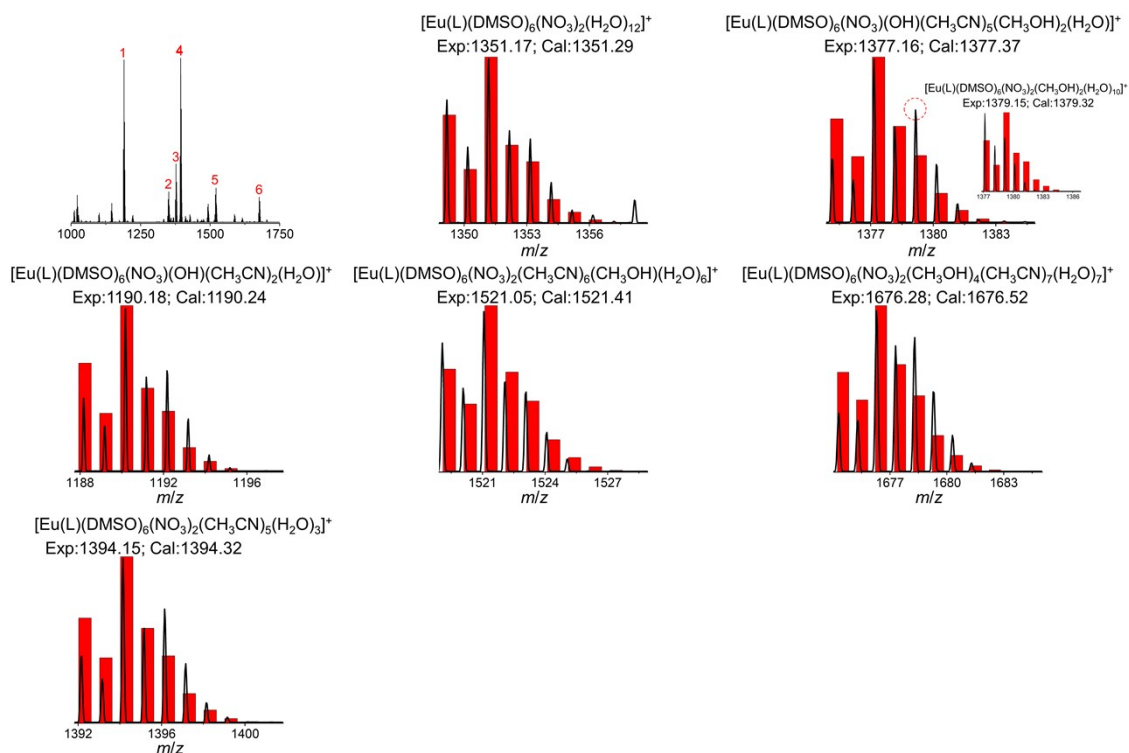 1
4
3
2
5
6
1000 1250 1500 1750
[Eu(L)(DMSO)₆(NO₃)₂(H₂O)₁₂]⁺
Exp:1351.17; Cal:1351.29
1350 1353 1356
m/z
[Eu(L)(DMSO)₆(NO₃)(OH)(CH₃CN)₅(CH₃OH)₂(H₂O)]⁺
Exp:1377.16; Cal:1377.37
[Eu(L)(DMSO)₆(NO₃)₂(CH₃OH)₂(H₂O)₁₀]⁺
Exp:1379.15; Cal:1379.32
1377 1380 1383 1386
1377 1380 1383
m/z
[Eu(L)(DMSO)₆(NO₃)(OH)(CH₃CN)₂(H₂O)]⁺
Exp:1190.18; Cal:1190.24
1188 1192 1196
m/z
[Eu(L)(DMSO)₆(NO₃)₂(CH₃CN)₆(CH₃OH)(H₂O)₆]⁺
Exp:1521.05; Cal:1521.41
1521 1524 1527
m/z
[Eu(L)(DMSO)₆(NO₃)₂(CH₃OH)₄(CH₃CN)₇(H₂O)₇]⁺
Exp:1676.28; Cal:1676.52
1677 1680 1683
m/z
[Eu(L)(DMSO)₆(NO₃)₂(CH₃CN)₅(H₂O)₃]⁺
Exp:1394.15; Cal:1394.32
1392 1396 1400
m/z